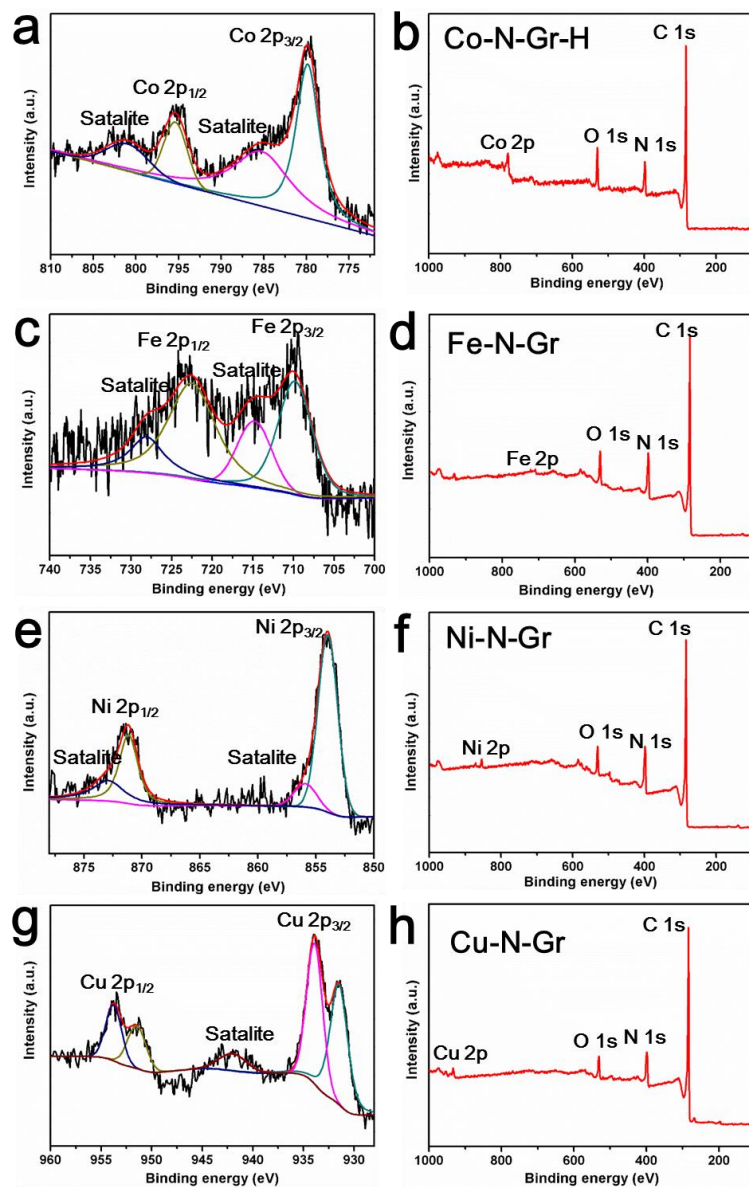 a
Co 2p3/2
Co 2p1/2
Satalite
Satalite
Intensity (a.u.)
810 805 800 795 790 785 780 775
Binding energy (eV)
b
Co-N-Gr-H
C 1s
Co 2p
O 1s
N 1s
Intensity (a.u.)
1000 800 600 400 200
Binding energy (eV)
c
Fe 2p1/2
Fe 2p3/2
Satalite
Satalite
Intensity (a.u.)
740 735 730 725 720 715 710 705 700
Binding energy (eV)
d
Fe-N-Gr
C 1s
Fe 2p
O 1s
N 1s
Intensity (a.u.)
1000 800 600 400 200
Binding energy (eV)
e
Ni 2p3/2
Ni 2p1/2
Satalite
Satalite
Intensity (a.u.)
875 870 865 860 855 850
Binding energy (eV)
f
Ni-N-Gr
C 1s
Ni 2p
O 1s
N 1s
Intensity (a.u.)
1000 800 600 400 200
Binding energy (eV)
g
Cu 2p3/2
Cu 2p1/2
Satalite
Intensity (a.u.)
960 955 950 945 940 935 930
Binding energy (eV)
h
Cu-N-Gr
C 1s
Cu 2p
O 1s
N 1s
Intensity (a.u.)
1000 800 600 400 200
Binding energy (eV)